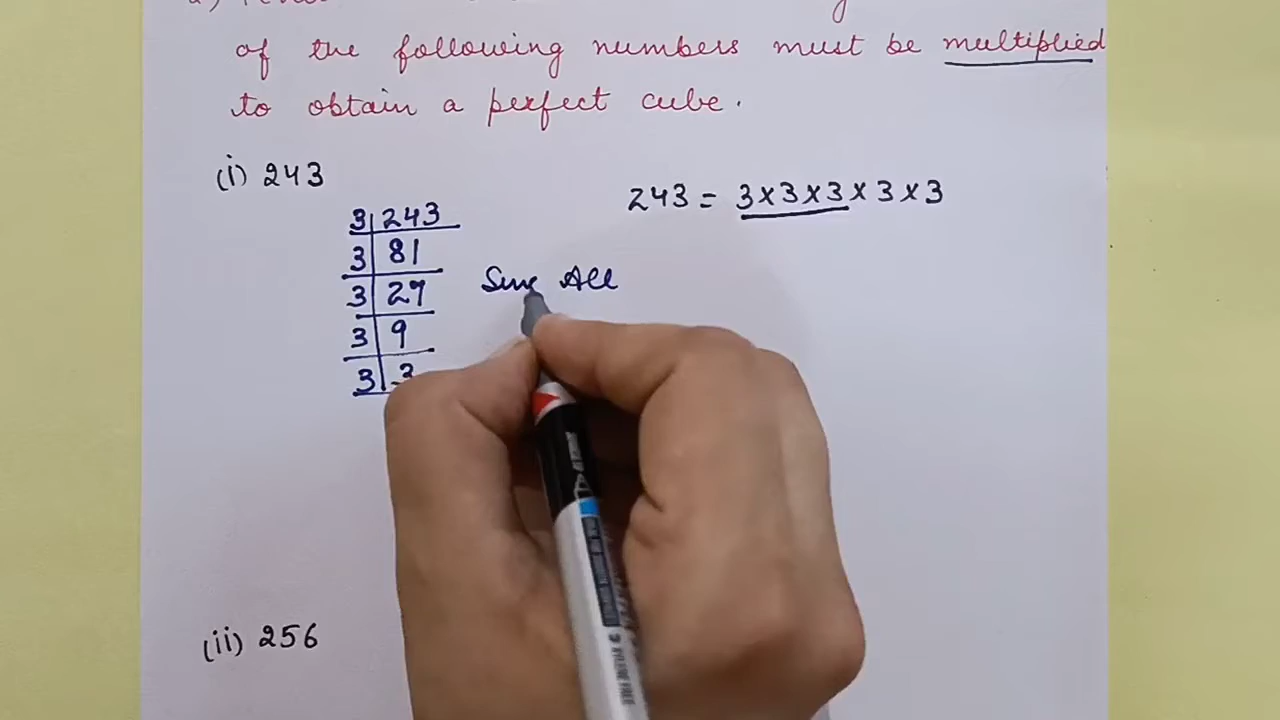 of the following numbers must be multiplied
to obtain a perfect cube.
(i) 243
243 = 3×3×3×3×3
3 243
3 81
3 27
3 9
3 3
All
(ii) 256